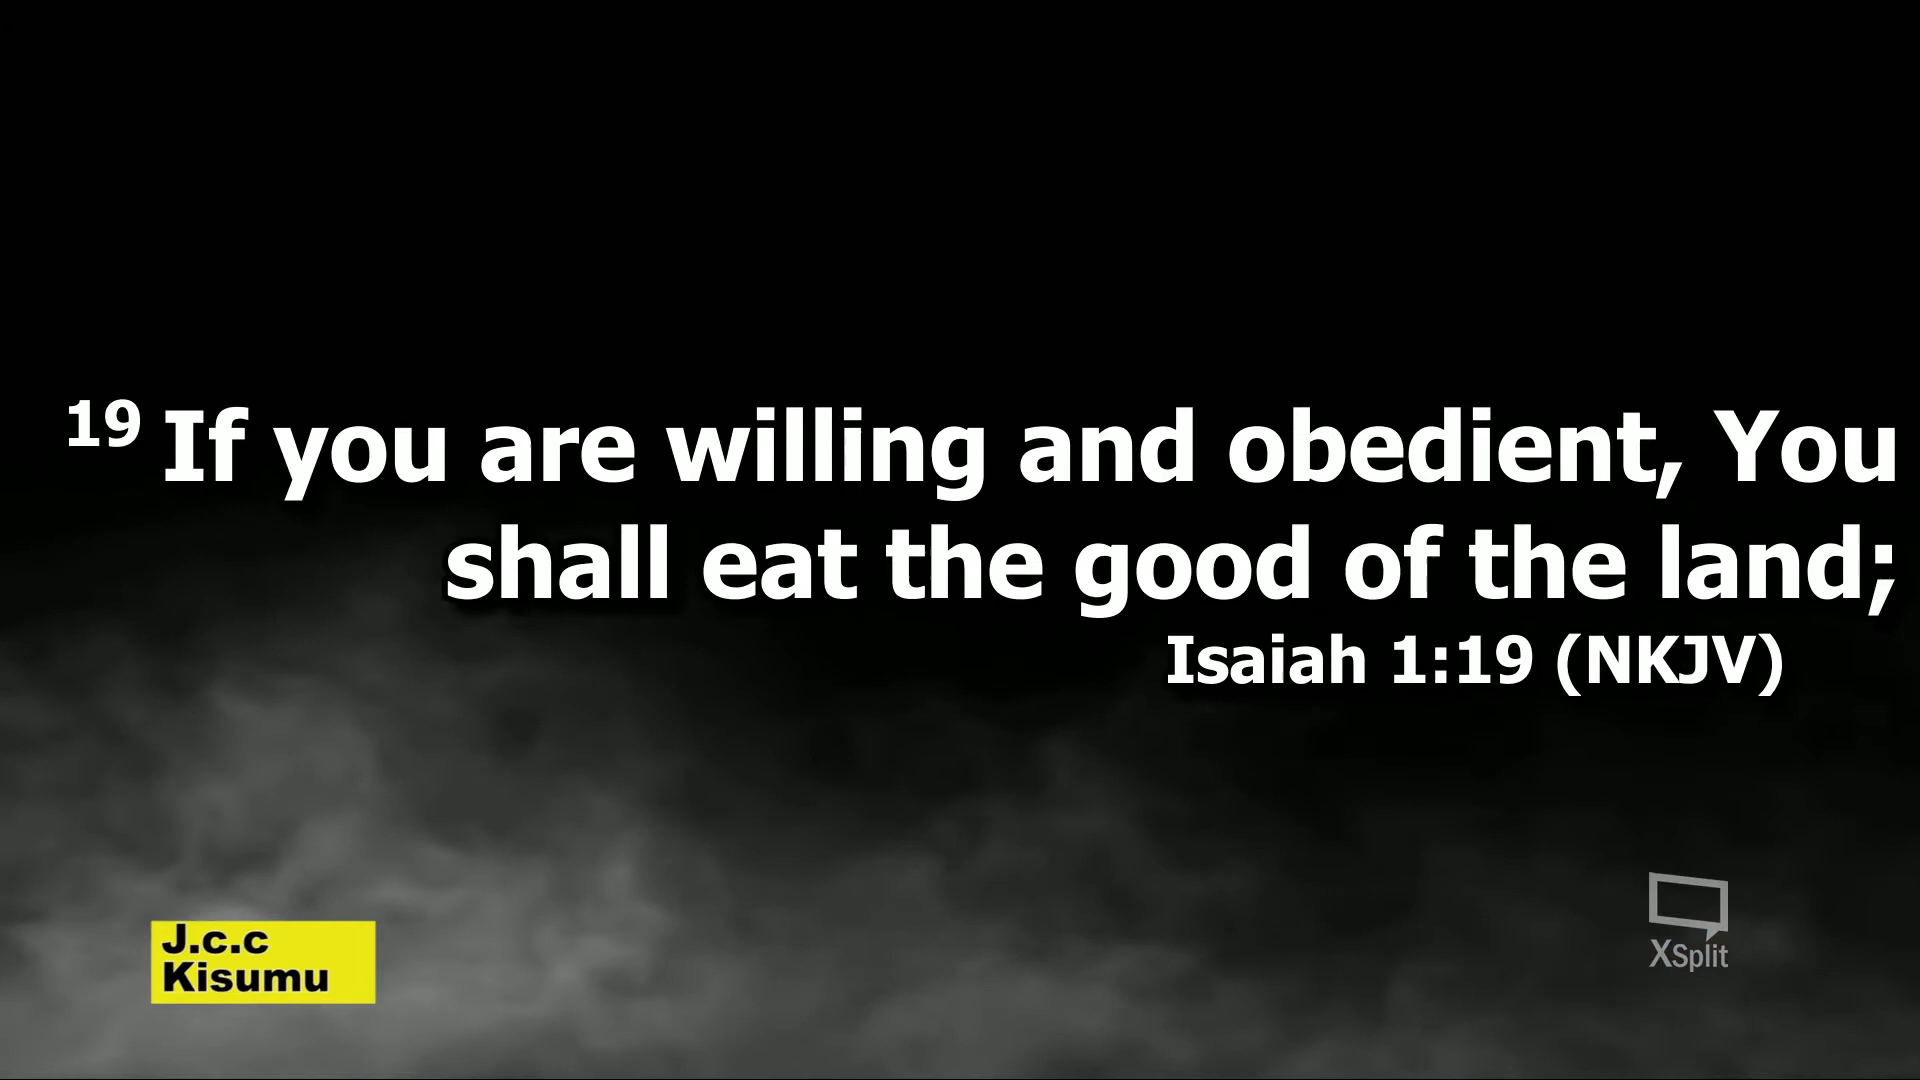 19 If you are willing and obedient, You
shall eat the good of the land;
Isaiah 1:19 (NKJV)
J.c.c
Kisumu
XSplit